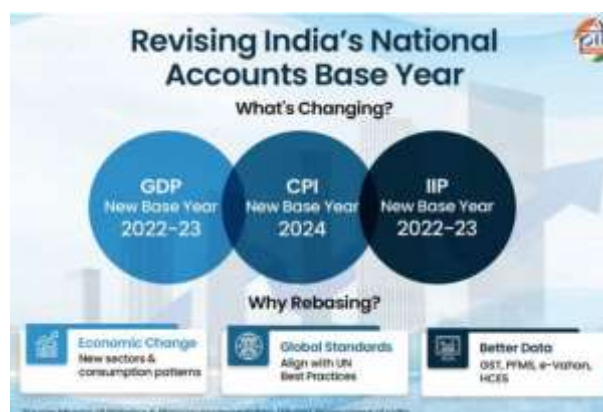 Revising India's National
Accounts Base Year
What's Changing?
GDP
New Base Year
2022-23
CPI
New Base Year
2024
IIP
New Base Year
2022-23
Why Rebasing?
Economic Change
New sectors &
consumption patterns
Global Standards
Align with UN
Best Practices
Better Data
GST, PFMS, e-Vahan,
HCES